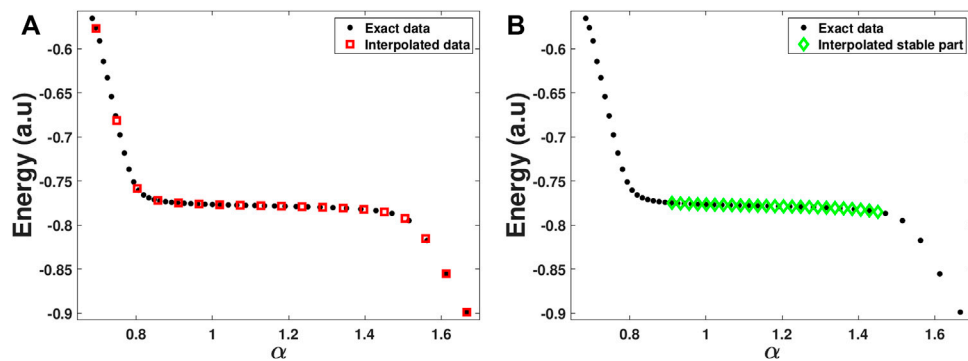 A
Exact data
Interpolated data
Energy (a.u)
-0.6
-0.65
-0.7
-0.75
-0.8
-0.85
-0.9
0.8 1 1.2 1.4 1.6
α
B
Exact data
Interpolated stable part
Energy (a.u)
-0.6
-0.65
-0.7
-0.75
-0.8
-0.85
-0.9
0.8 1 1.2 1.4 1.6
α